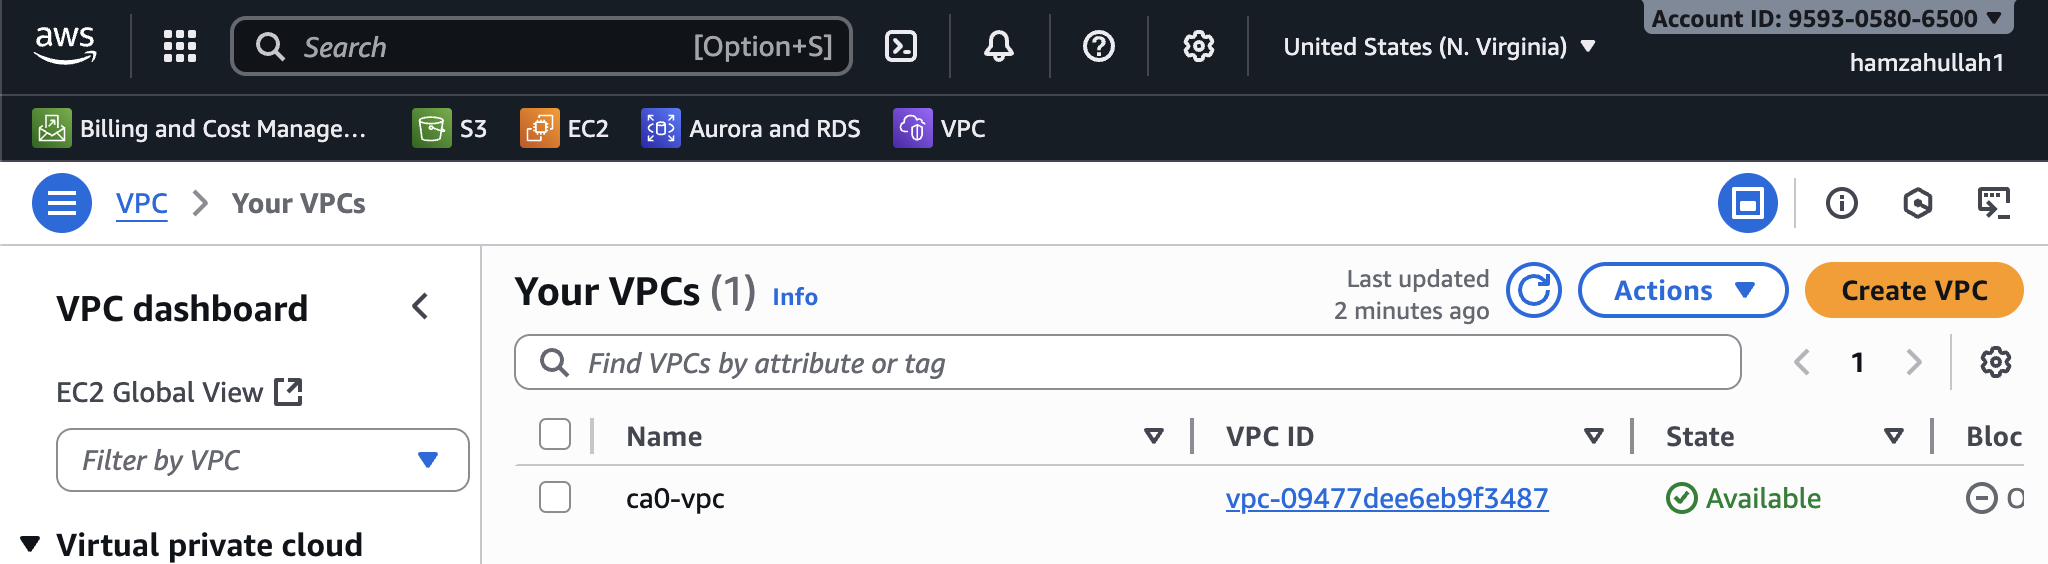 aws
Search [Option+S]
United States (N. Virginia)
Account ID: 9593-0580-6500
hamzahullah1
Billing and Cost Manage...
S3
EC2
Aurora and RDS
VPC
VPC
Your VPCs
VPC dashboard
EC2 Global View
Filter by VPC
Virtual private cloud
Your VPCs (1) Info
Last updated
2 minutes ago
Actions
Create VPC
Find VPCs by attribute or tag
1
Name VPC ID State Bloc
ca0-vpc vpc-09477dee6eb9f3487 Available